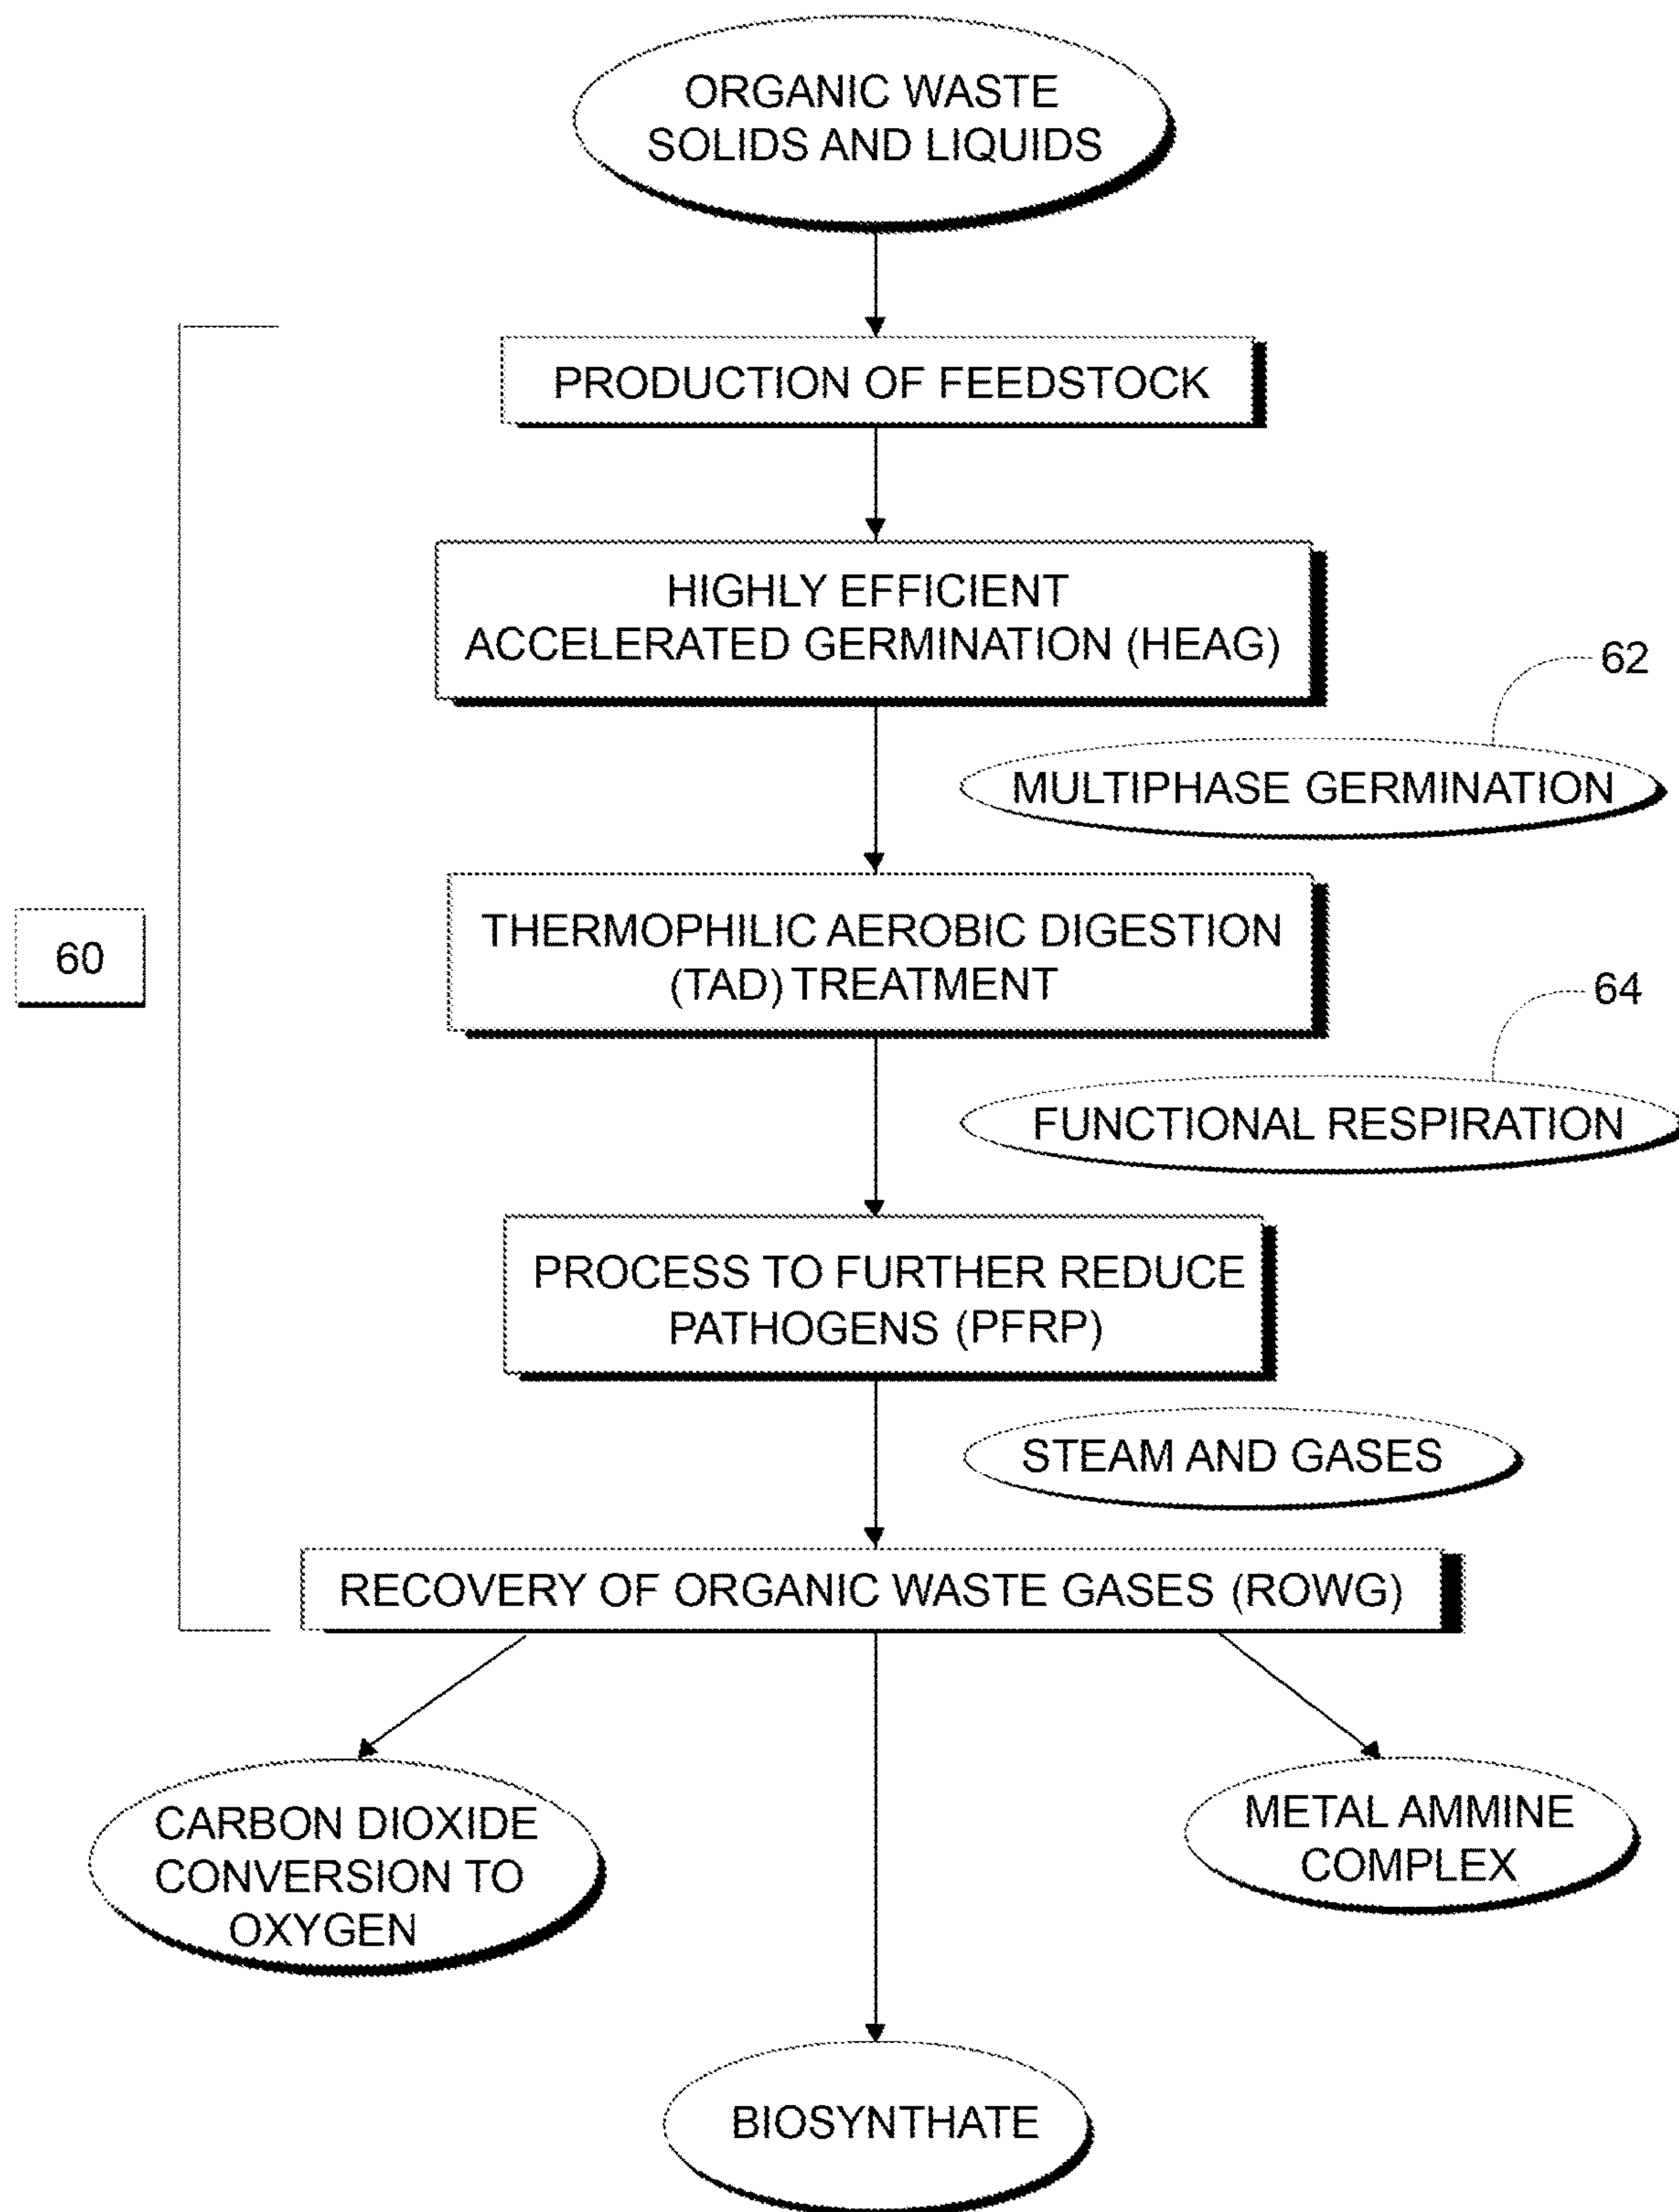 ORGANIC WASTE
SOLIDS AND LIQUIDS
PRODUCTION OF FEEDSTOCK
HIGHLY EFFICIENT
ACCELERATED GERMINATION (HEAG)
62
MULTIPHASE GERMINATION
THERMOPHILIC AEROBIC DIGESTION
(TAD) TREATMENT
60
64
FUNCTIONAL RESPIRATION
PROCESS TO FURTHER REDUCE
PATHOGENS (PFRP)
STEAM AND GASES
RECOVERY OF ORGANIC WASTE GASES (ROWG)
CARBON DIOXIDE
CONVERSION TO
OXYGEN
METAL AMMINE
COMPLEX
BIOSYNTHATE